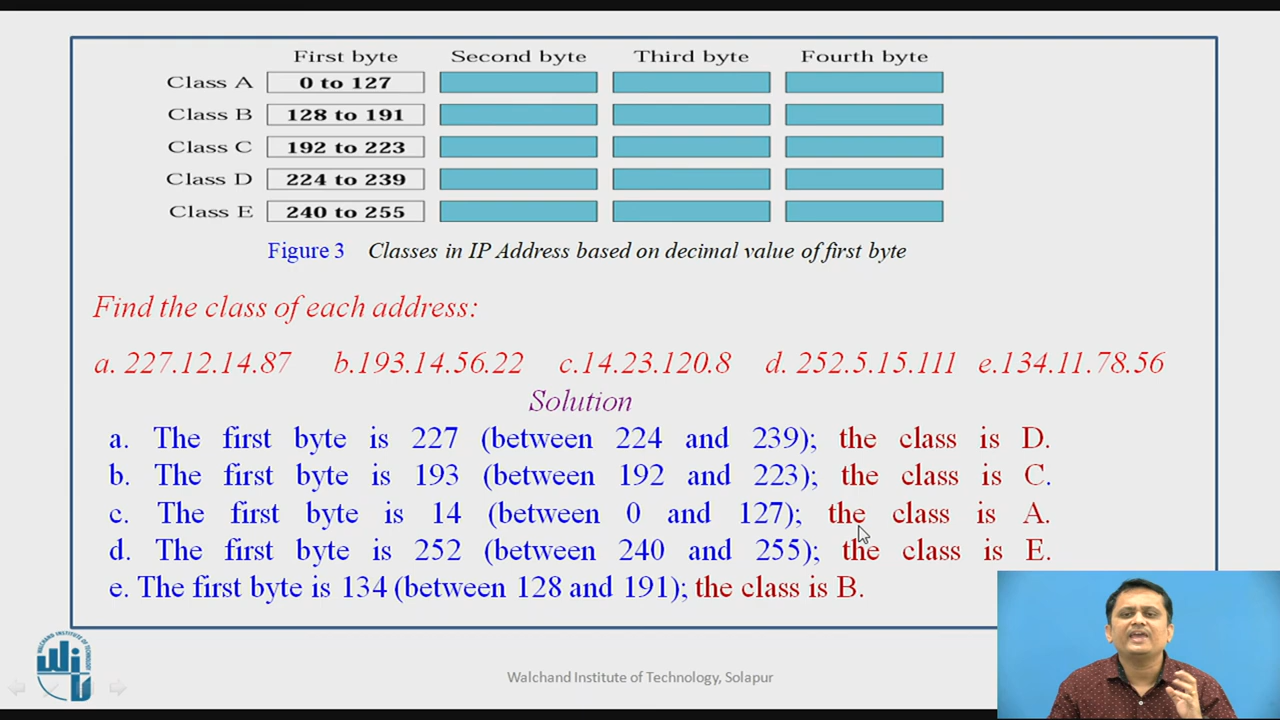 First byte Second byte Third byte Fourth byte
Class A 0 to 127
Class B 128 to 191
Class C 192 to 223
Class D 224 to 239
Class E 240 to 255
Figure 3 Classes in IP Address based on decimal value of first byte
Find the class of each address:
a. 227.12.14.87 b.193.14.56.22 c.14.23.120.8 d. 252.5.15.111 e.134.11.78.56
Solution
a. The first byte is 227 (between 224 and 239); the class is D.
b. The first byte is 193 (between 192 and 223); the class is C.
c. The first byte is 14 (between 0 and 127); the class is A.
d. The first byte is 252 (between 240 and 255); the class is E.
e. The first byte is 134 (between 128 and 191); the class is B.
WALCHAND INSTITUTE OF TECHNOLOGY, SOLAPUR
Walchand Institute of Technology, Solapur